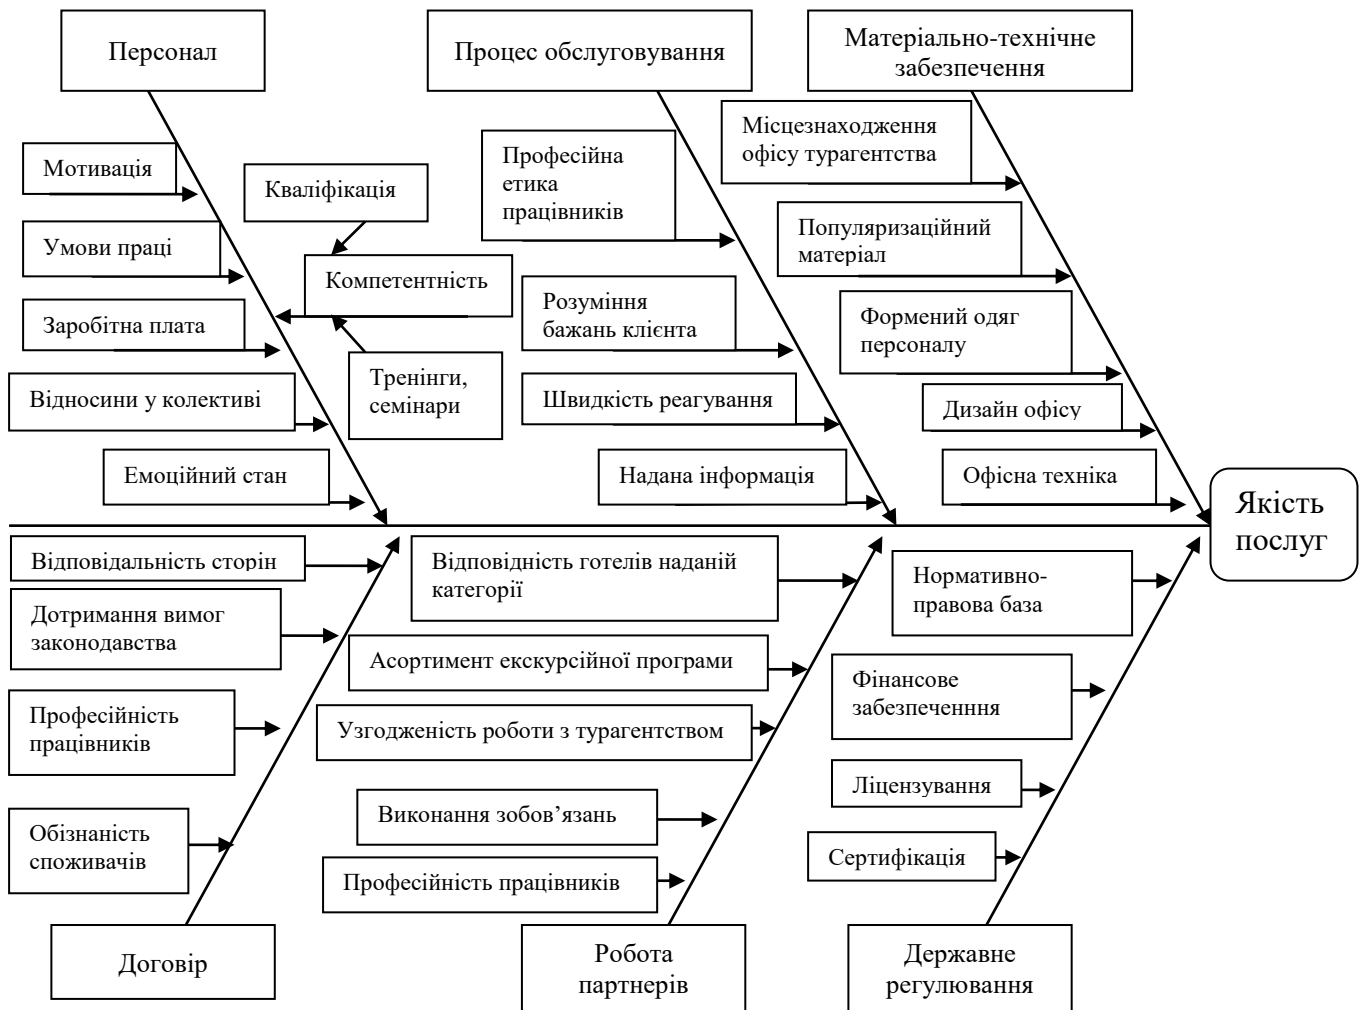 Персонал
Процес обслуговування
Матеріально-технічне
забезпечення
Мотивація
Кваліфікація
Умови праці
Компетентність
Заробітна плата
Тренінги,
семінари
Відносини у колективі
Емоційний стан
Професійна
етика
працівників
Розуміння
бажань клієнта
Швидкість реагування
Надана інформація
Місцезнаходження
офісу турагентства
Популяризаційний
матеріал
Формений одяг
персоналу
Дизайн офісу
Офісна техніка
Якість
послуг
Відповідальність сторін
Дотримання вимог
законодавства
Професійність
працівників
Обізнаність
споживачів
Відповідність готелів наданій
категорії
Асортимент екскурсійної програми
Узгодженість роботи з турагентством
Виконання зобов’язань
Професійність працівників
Нормативно-
правова база
Фінансове
забезпеченння
Ліцензування
Сертифікація
Договір
Робота
партнерів
Державне
регулювання